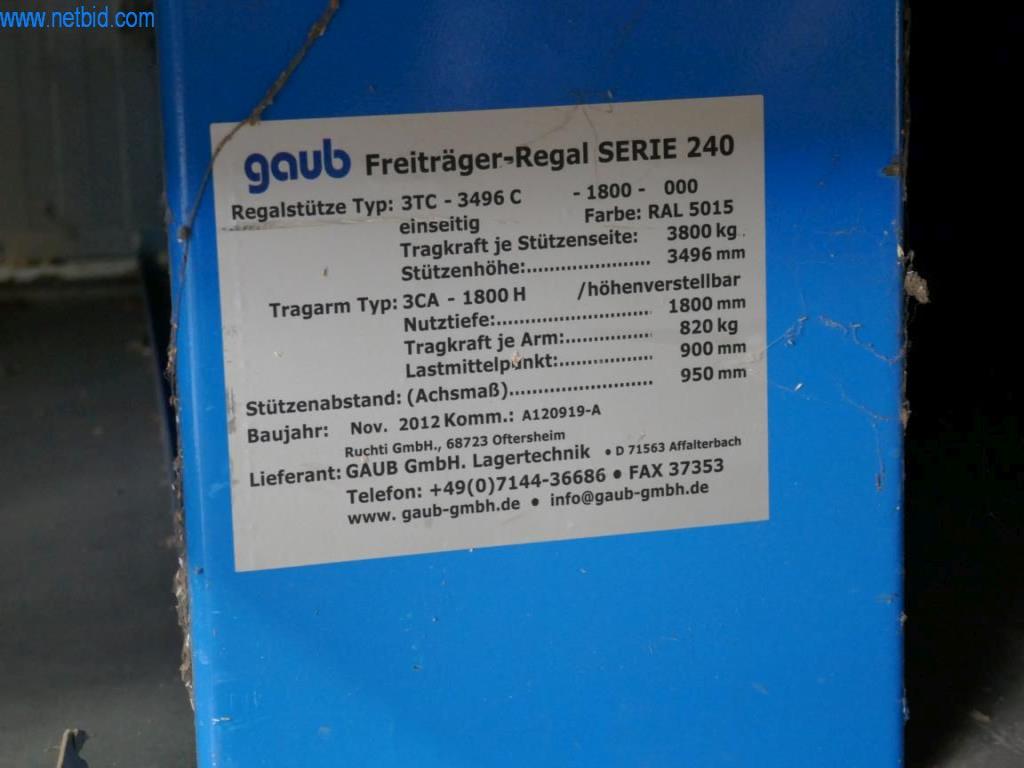 www.netbid.com
gaub Freiträger-Regal SERIE 240
Regalstütze Typ: 3TC - 3496 C - 1800 - 000
einseitig Farbe: RAL 5015
Tragkraft je Stützenseite: 3800 kg
Stützenhöhe:........................ 3496 mm
Tragarm Typ: 3CA - 1800 H /höhenverstellbar
Nutztiefe:.............................. 1800 mm
Tragkraft je Arm:................. 820 kg
Lastmittelpunkt:.................. 900 mm
Stützenabstand: (Achsmaß)........................... 950 mm
Baujahr: Nov. 2012 Komm.: A120919-A
Ruchti GmbH., 68723 Oftersheim
Lieferant: GAUB GmbH. Lagertechnik • D 71563 Affalterbach
Telefon: +49(0)7144-36686 • FAX 37353
www. gaub-gmbh.de • info@gaub-gmbh.de